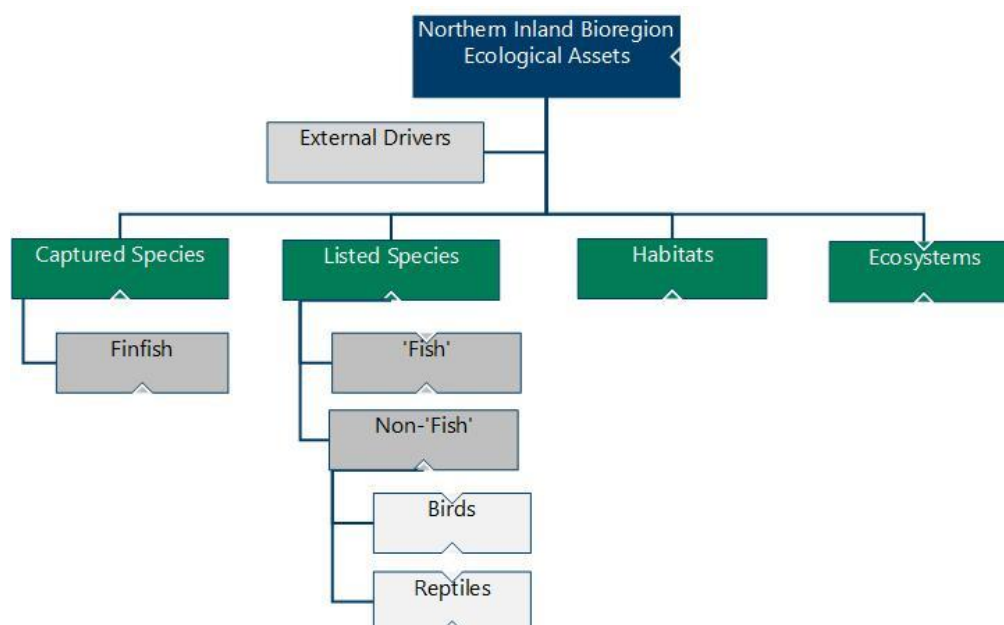 Northern Inland Bioregion
Ecological Assets
External Drivers
Captured Species
Listed Species
Habitats
Ecosystems
Finfish
'Fish'
Non-'Fish'
Birds
Reptiles